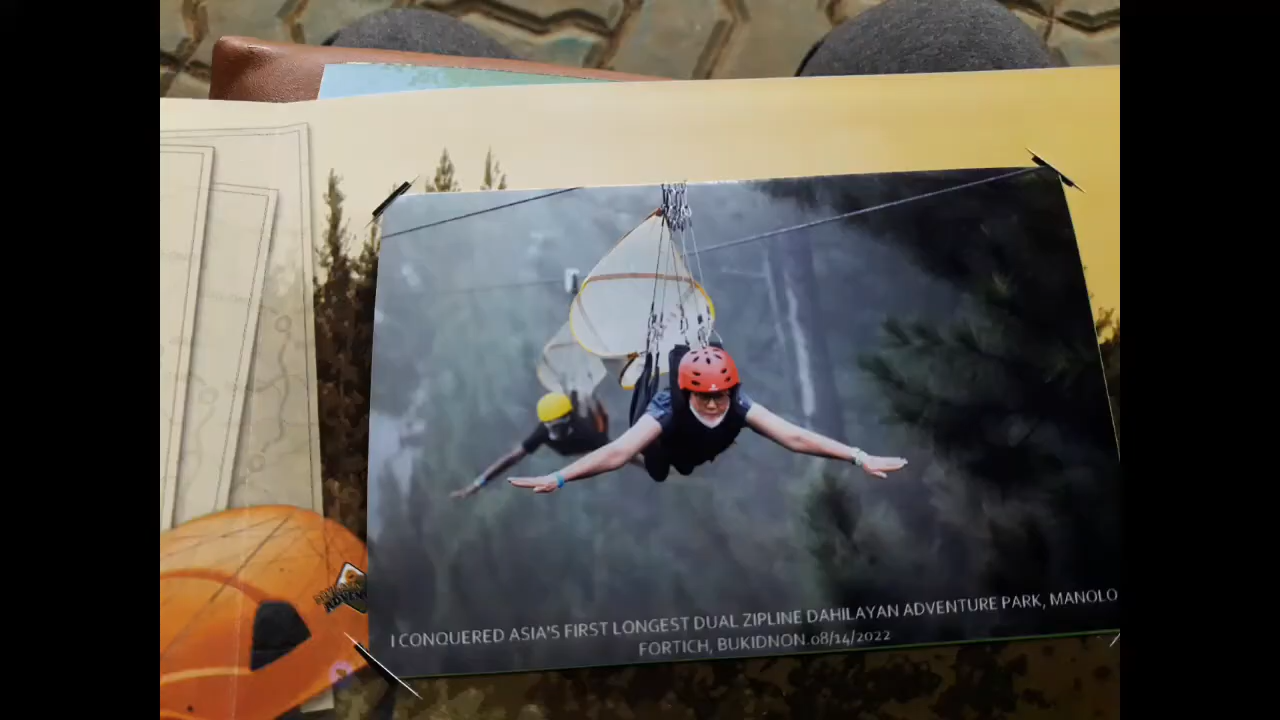 I CONQUERED ASIA'S FIRST LONGEST DUAL ZIPLINE DAHILAYAN ADVENTURE PARK, MANOLO
FORTICH, BUKIDNON.08/14/2022